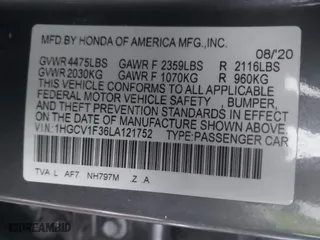 MFD.BY HONDA OF AMERICA MFG.,INC.
08/'20
GVWR 4475LBS GAWR F 2359LBS R 2116LBS
GVWR 2030KG GAWR F 1070KG R 960KG
THIS VEHICLE CONFORMS TO ALL APPLICABLE
FEDERAL MOTOR VEHICLE SAFETY, BUMPER, AND
THEFT PREVENTION STANDARDS IN EFFECT ON THE
DATE OF MANUFACTURE SHOWN ABOVE.
VIN:1HGCV1F36LA121752 TYPE:PASSENGER CAR
TVA L AF7 NH797M .Z .A
DREAMBID